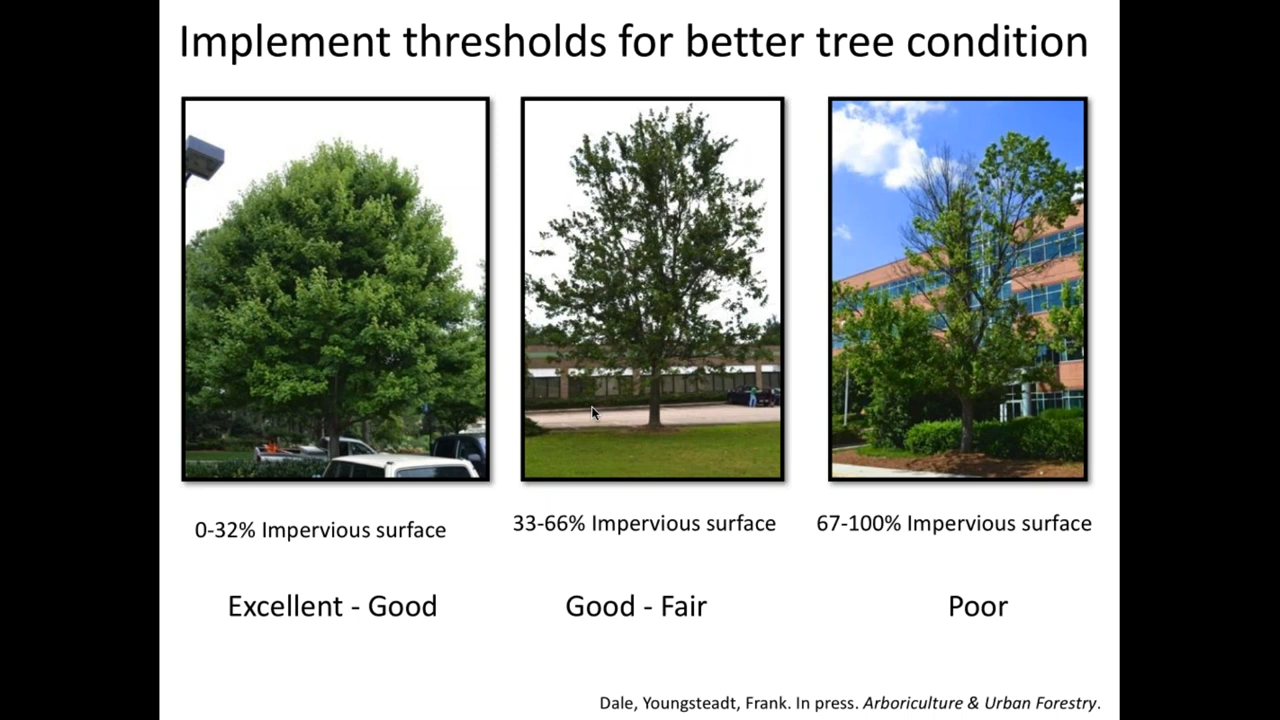 Implement thresholds for better tree condition
0-32% Impervious surface
33-66% Impervious surface
67-100% Impervious surface
Excellent - Good
Good - Fair
Poor
Dale, Youngsteadt, Frank. In press. Arboriculture & Urban Forestry.